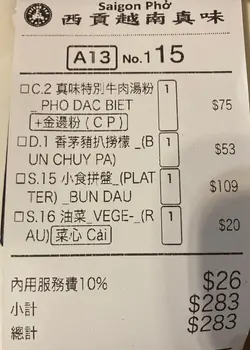 Saigon Phở
西貢越南真味
A13 No.115
□C.2 真味特別牛肉湯粉 1
_PHO DAC BIET $75
+金邊粉(CP)
□D.1 香茅豬扒撈檬_(B 1
UN CHUY PA) $53
□S.15 小食拼盤_(PLAT 1
TER)_BUN DAU $109
□S.16 油菜_VEGE-_(R 1
AU)菜心 Cải $20
內用服務費10% $26
小計 $283
總計 $283